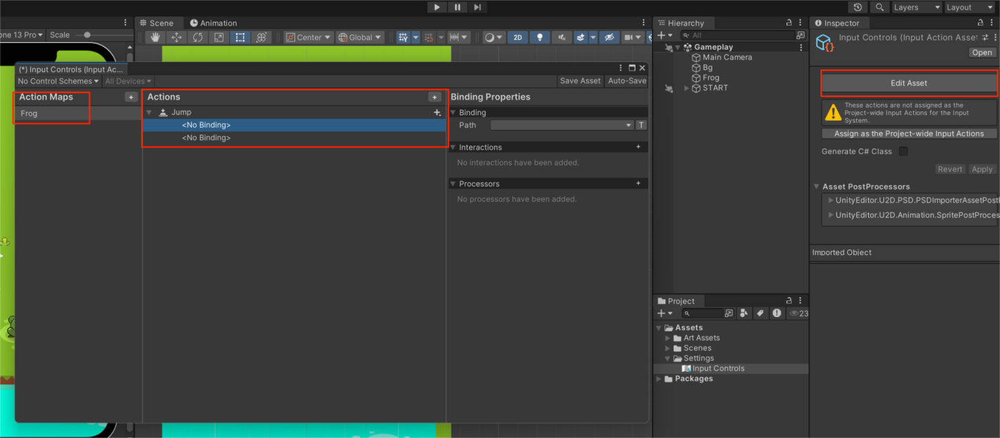 Layers
Layout
one 13 Pro
Scale
Scene
Animation
Center
Global
2D
(*) Input Controls (Input Ac...
No Control Schemes
All Devices
Save Asset
Auto-Save
Action Maps
+
Frog
Actions
+
Jump
<No Binding>
<No Binding>
Binding Properties
Binding
Path
T
Interactions
+
No interactions have been added.
Processors
+
No processors have been added.
Hierarchy
All
Gameplay
Main Camera
Bg
Frog
START
Project
23
Assets
Art Assets
Scenes
Settings
Input Controls
Packages
Inspector
Input Controls (Input Action Asset
Open
Edit Asset
These actions are not assigned as the
Project-wide Input Actions for the Input
System.
Assign as the Project-wide Input Actions
Generate C# Class
Revert
Apply
Asset PostProcessors
UnityEditor.U2D.PSD.PSDImporterAssetPostP
UnityEditor.U2D.Animation.SpritePostProces
Imported Object